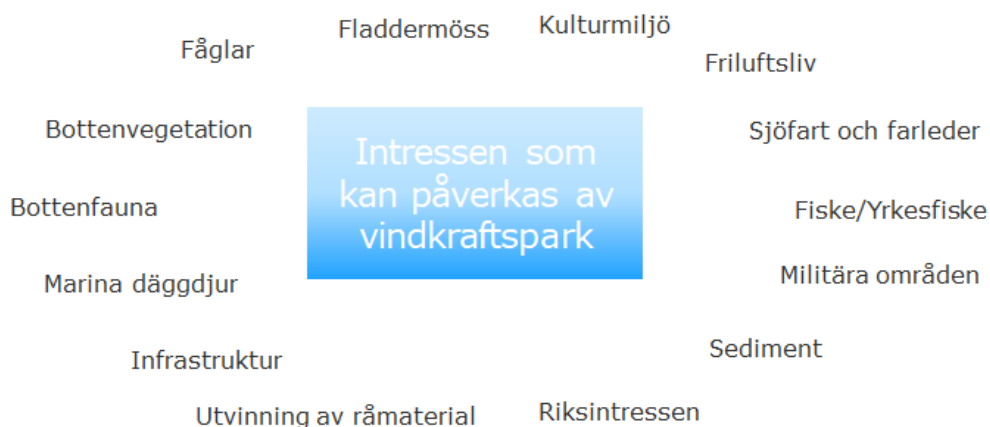 Fladdermöss
Kulturmiljö
Fåglar
Friluftsliv
Bottenvegetation
Sjöfart och farleder
Intressen som
kan påverkas av
vindkraftspark
Bottenfauna
Fiske/Yrkesfiske
Marina däggdjur
Militära områden
Infrastruktur
Sediment
Utvinning av råmaterial
Riksintressen